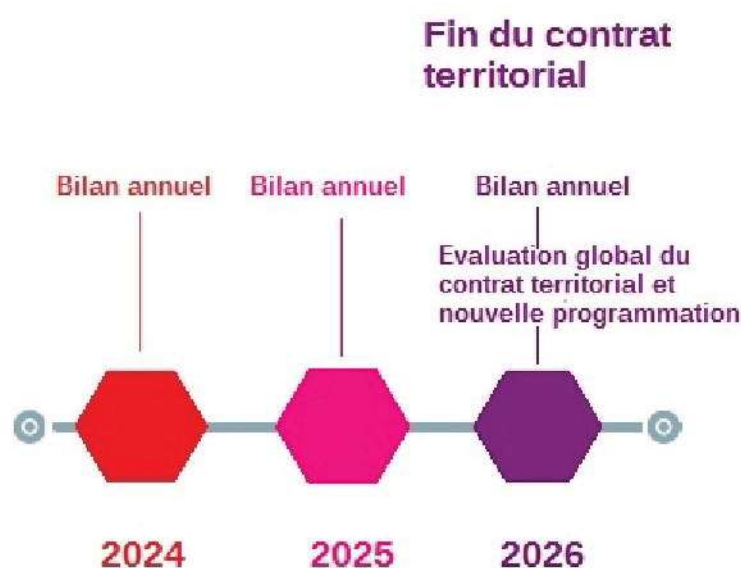 Fin du contrat
territorial
Bilan annuel
Bilan annuel
Bilan annuel
Evaluation global du
contrat territorial et
nouvelle programmation
2024
2025
2026